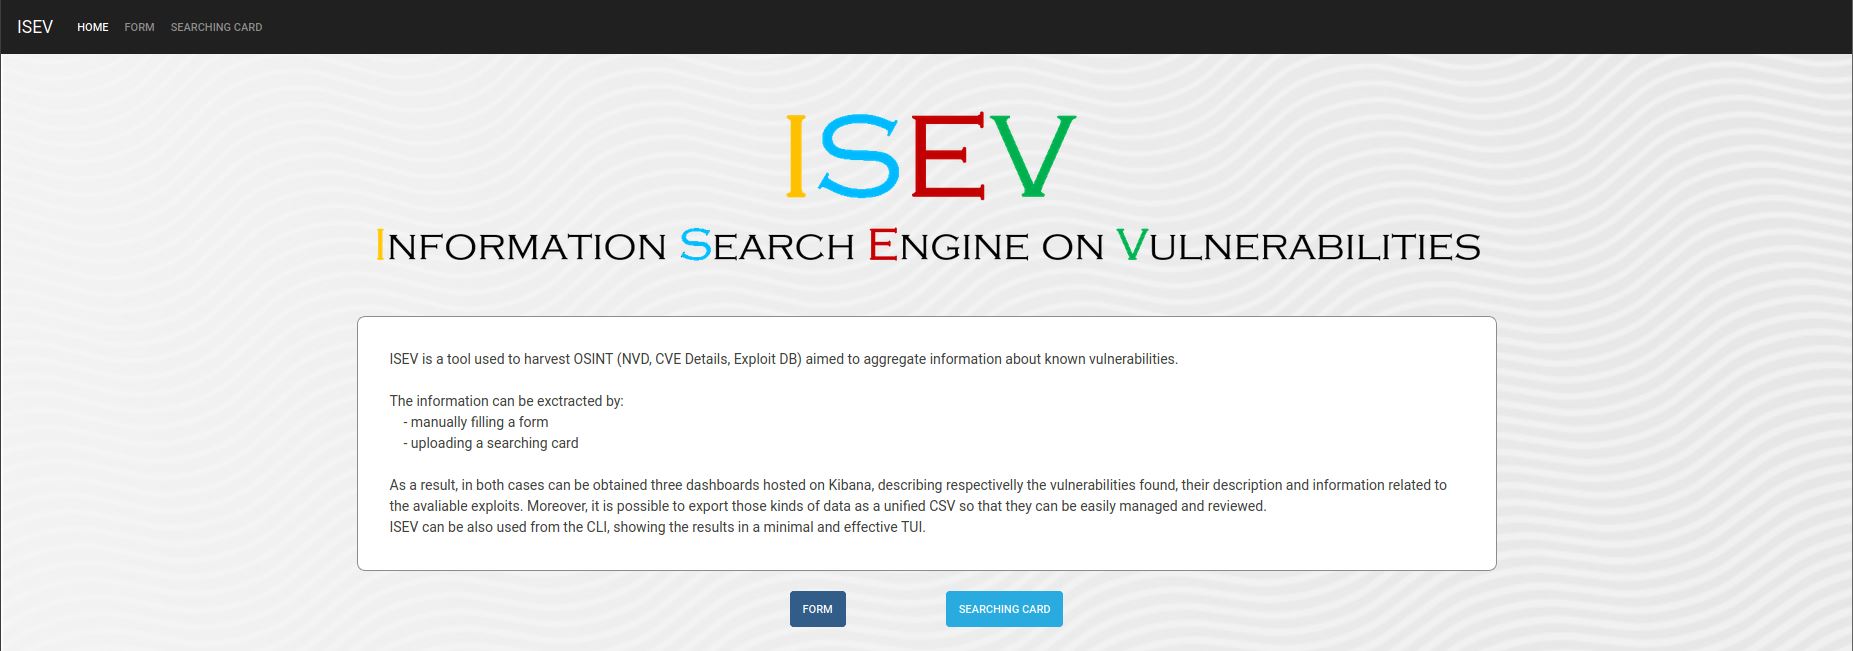 ISEV HOME FORM SEARCHING CARD
ISEV
INFORMATION SEARCH ENGINE ON VULNERABILITIES
ISEV is a tool used to harvest OSINT (NVD, CVE Details, Exploit DB) aimed to aggregate information about known vulnerabilities.
The information can be exctracted by:
- manually filling a form
- uploading a searching card
As a result, in both cases can be obtained three dashboards hosted on Kibana, describing respectivelly the vulnerabilities found, their description and information related to
the avaliable exploits. Moreover, it is possible to export those kinds of data as a unified CSV so that they can be easily managed and reviewed.
ISEV can be also used from the CLI, showing the results in a minimal and effective TUI.
FORM SEARCHING CARD